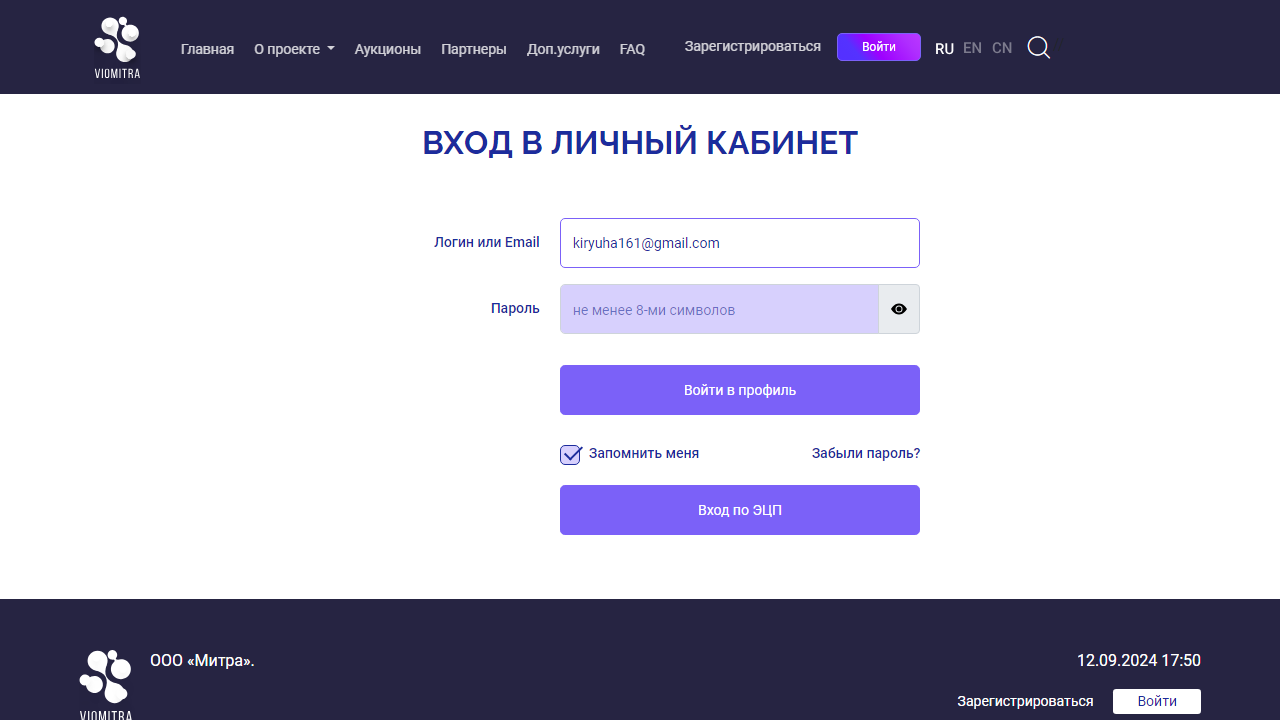 VIOMITRA
Главная О проекте Аукционы Партнеры Доп.услуги FAQ Зарегистрироваться Войти RU EN CN
ВХОД В ЛИЧНЫЙ КАБИНЕТ
Логин или Email kiryuha161@gmail.com
Пароль не менее 8-ми символов
Войти в профиль
Запомнить меня Забыли пароль?
Вход по ЭЦП
ООО «Митра». 12.09.2024 17:50
Зарегистрироваться Войти
VIOMITRA